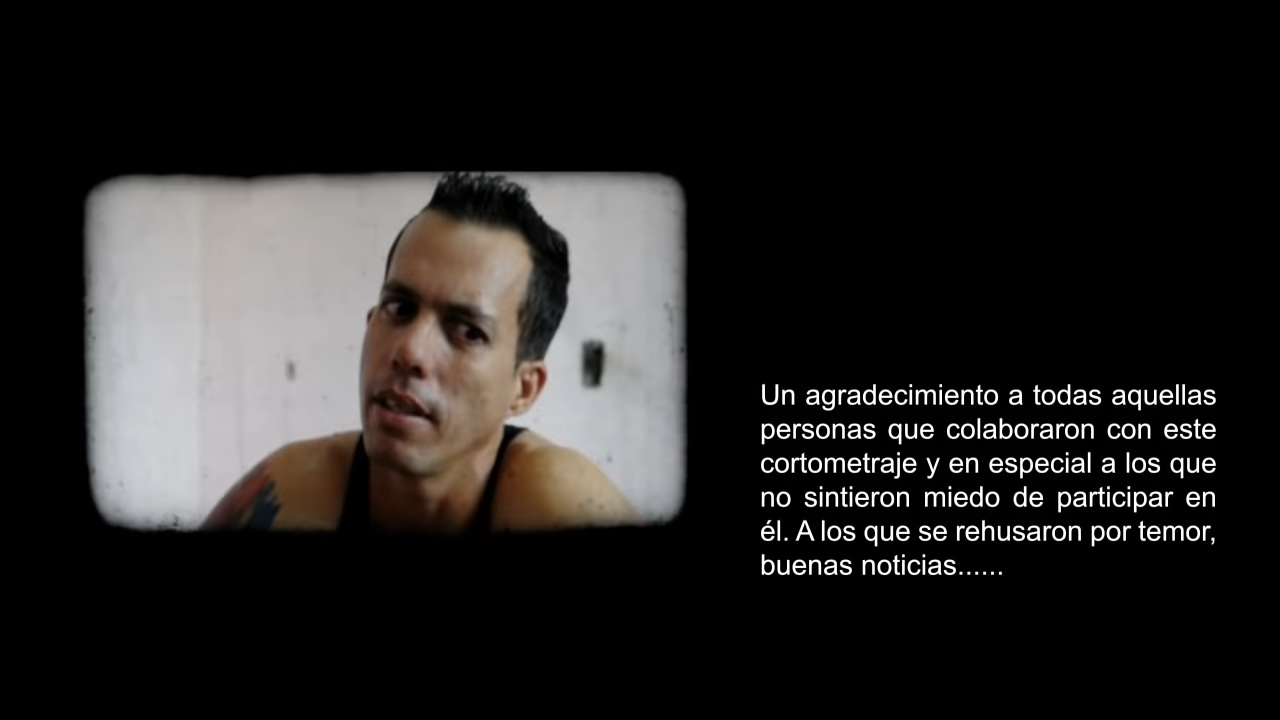 Un agradecimiento a todas aquellas
personas que colaboraron con este
cortometraje y en especial a los que
no sintieron miedo de participar en
él. A los que se rehusaron por temor,
buenas noticias......